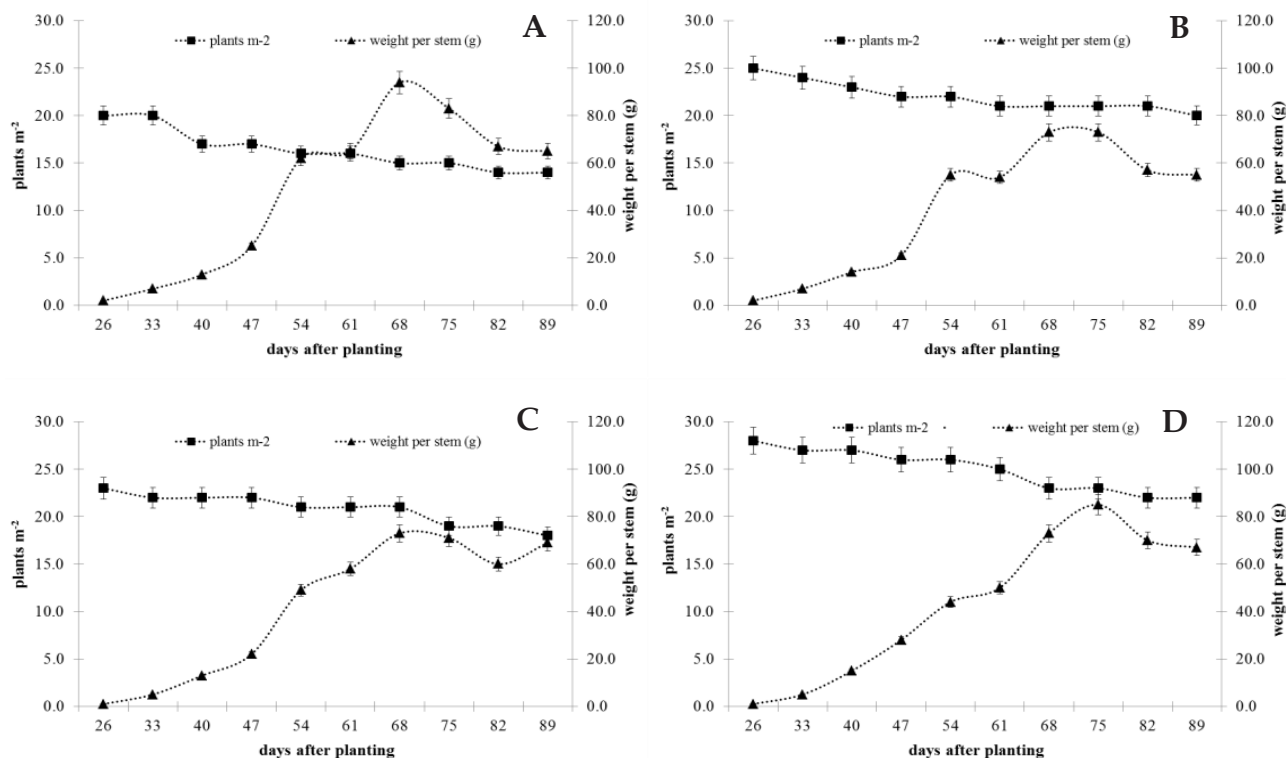 A
plants m-2 weight per stem (g)
30.0 25.0 20.0 15.0 10.0 5.0 0.0
plants m⁻²
120.0 100.0 80.0 60.0 40.0 20.0 0.0
weight per stem (g)
26 33 40 47 54 61 68 75 82 89
days after planting
B
plants m-2 weight per stem (g)
30.0 25.0 20.0 15.0 10.0 5.0 0.0
plants m⁻²
120.0 100.0 80.0 60.0 40.0 20.0 0.0
weight per stem (g)
26 33 40 47 54 61 68 75 82 89
days after planting
C
plants m-2 weight per stem (g)
30.0 25.0 20.0 15.0 10.0 5.0 0.0
plants m⁻²
120.0 100.0 80.0 60.0 40.0 20.0 0.0
weight per stem (g)
26 33 40 47 54 61 68 75 82 89
days after planting
D
plants m-2 weight per stem (g)
30.0 25.0 20.0 15.0 10.0 5.0 0.0
plants m⁻²
120.0 100.0 80.0 60.0 40.0 20.0 0.0
weight per stem (g)
26 33 40 47 54 61 68 75 82 89
days after planting